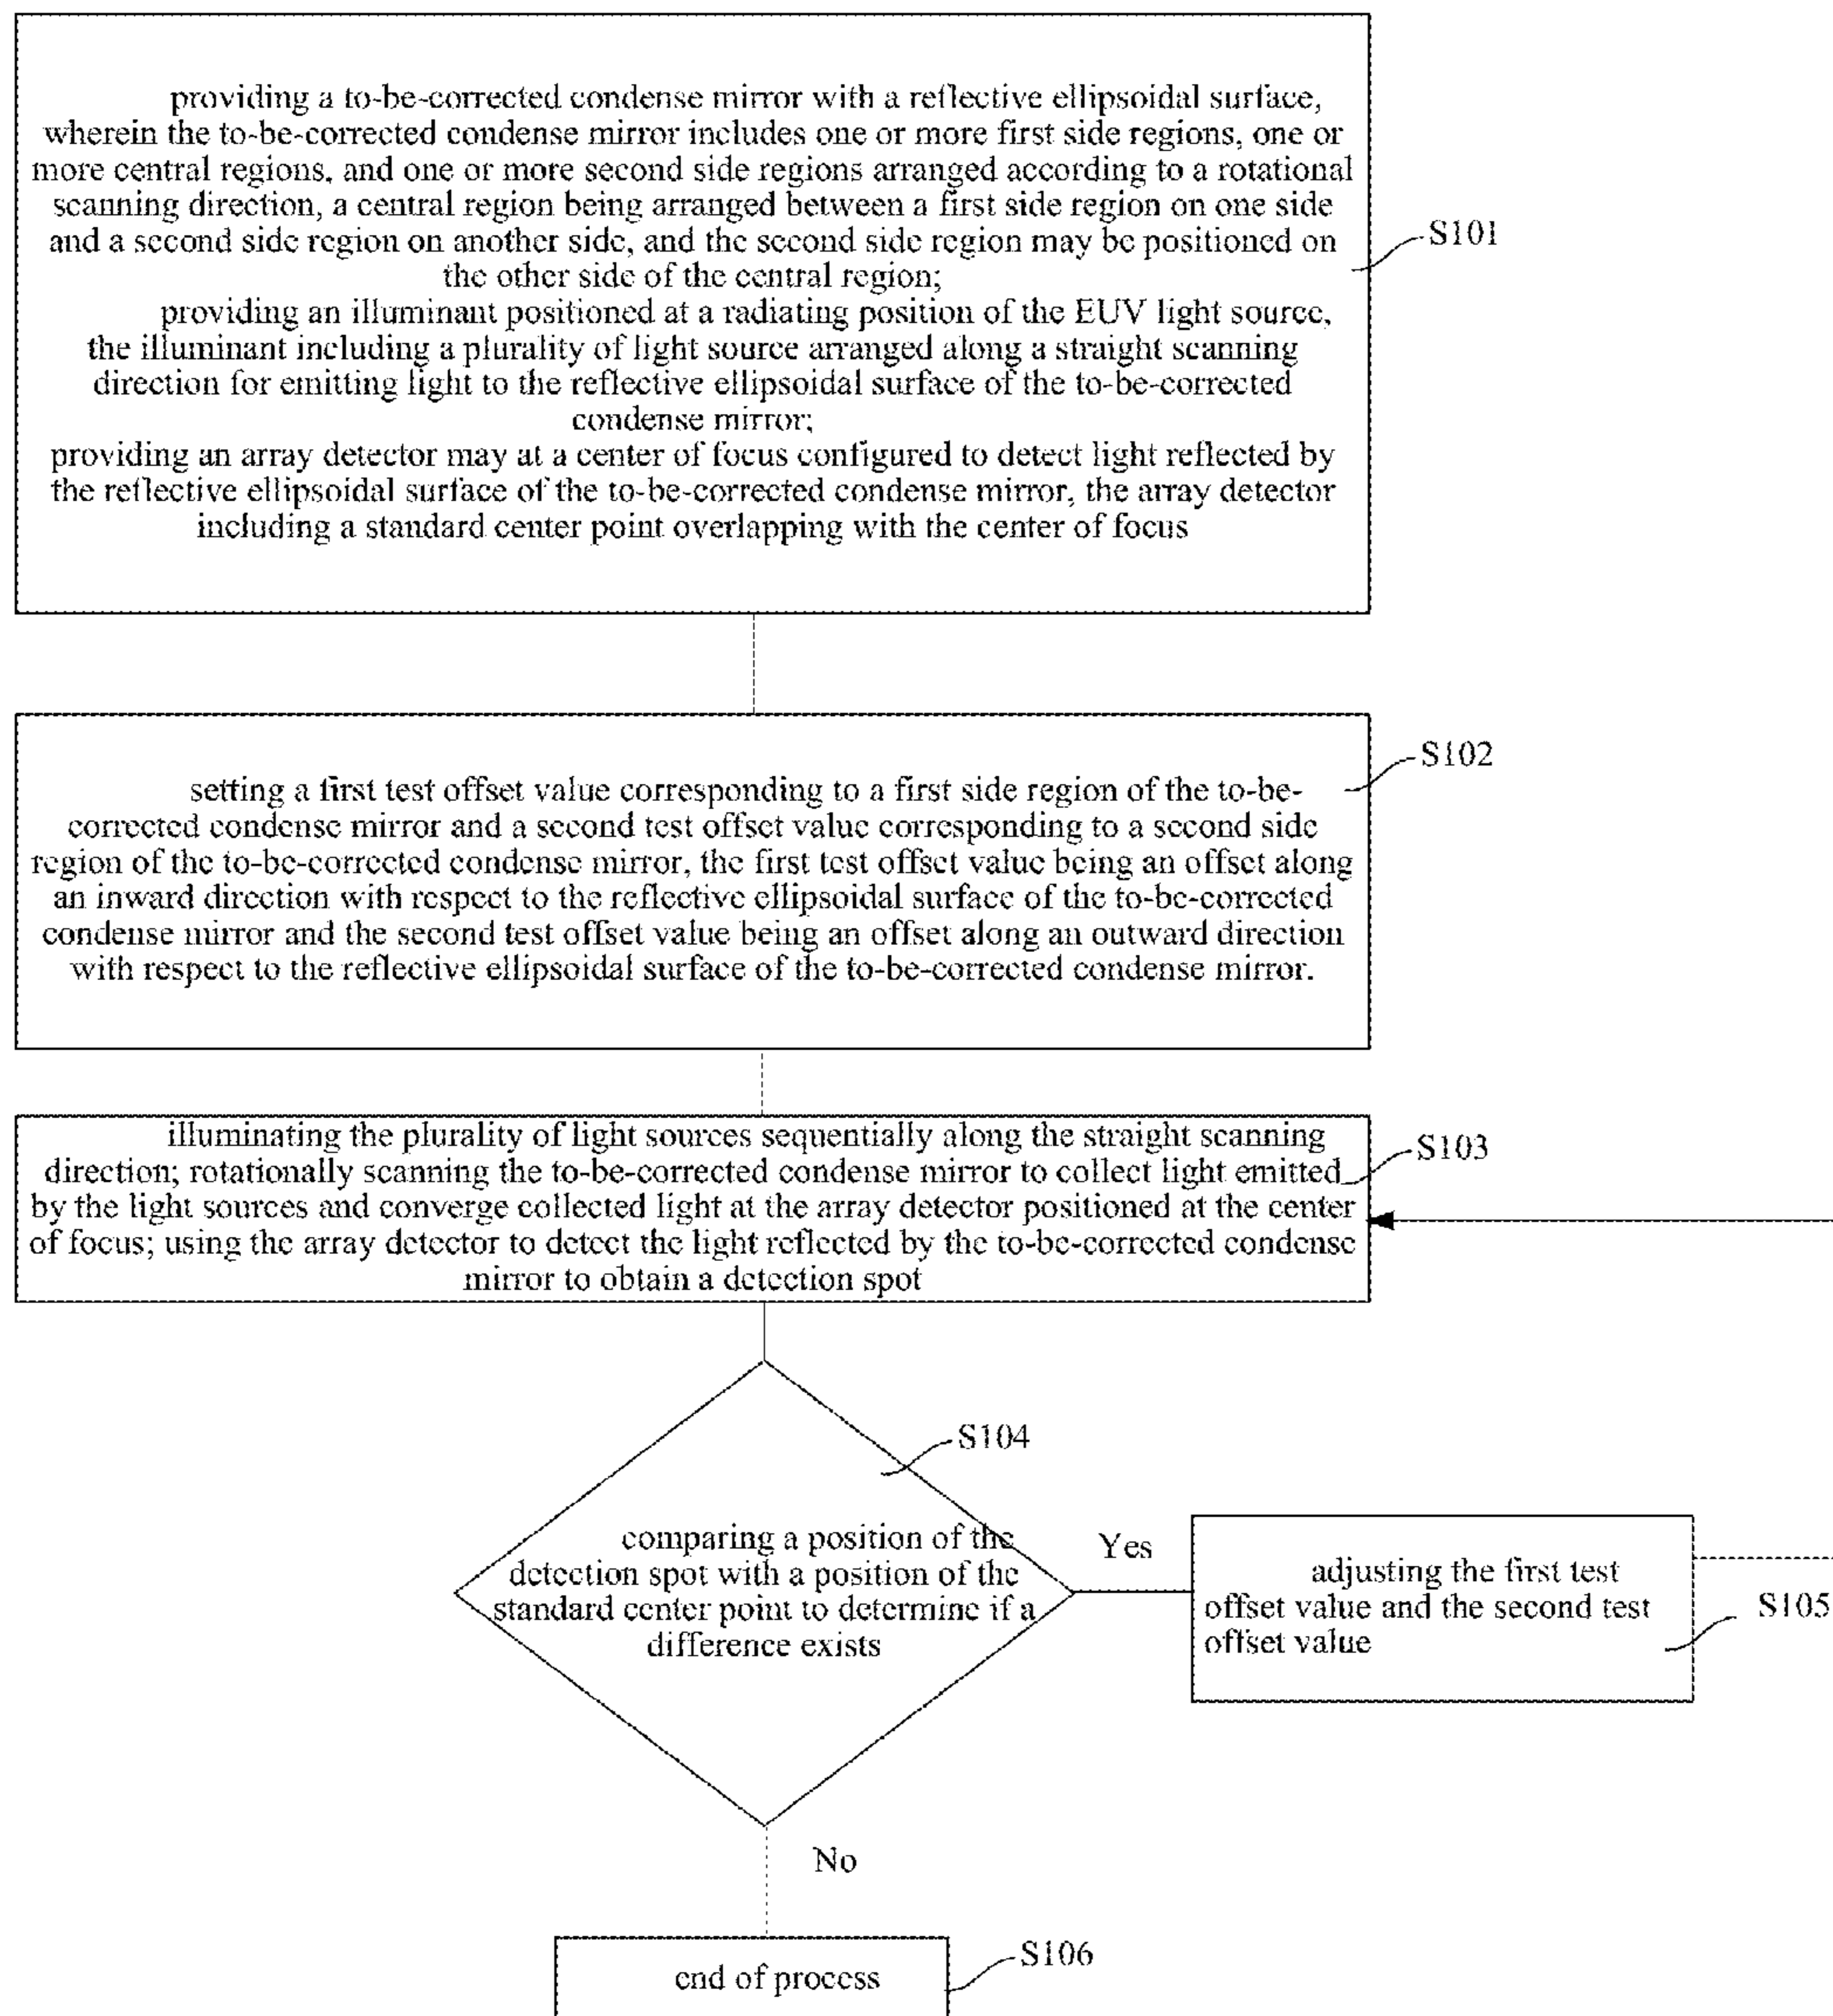 providing a to-be-corrected condense mirror with a reflective ellipsoidal surface,
wherein the to-be-corrected condense mirror includes one or more first side regions, one or
more central regions, and one or more second side regions arranged according to a rotational
scanning direction, a central region being arranged between a first side region on one side
and a second side region on another side, and the second side region may be positioned on
the other side of the central region;
providing an illuminant positioned at a radiating position of the EUV light source,
the illuminant including a plurality of light source arranged along a straight scanning
direction for emitting light to the reflective ellipsoidal surface of the to-be-corrected
condense mirror;
providing an array detector may at a center of focus configured to detect light reflected by
the reflective ellipsoidal surface of the to-be-corrected condense mirror, the array detector
including a standard center point overlapping with the center of focus
S101
setting a first test offset value corresponding to a first side region of the to-be-
corrected condense mirror and a second test offset value corresponding to a second side
region of the to-be-corrected condense mirror, the first test offset value being an offset along
an inward direction with respect to the reflective ellipsoidal surface of the to-be-corrected
condense mirror and the second test offset value being an offset along an outward direction
with respect to the reflective ellipsoidal surface of the to-be-corrected condense mirror.
S102
illuminating the plurality of light sources sequentially along the straight scanning
direction; rotationally scanning the to-be-corrected condense mirror to collect light emitted
by the light sources and converge collected light at the array detector positioned at the center
of focus; using the array detector to detect the light reflected by the to-be-corrected condense
mirror to obtain a detection spot
S103
S104
comparing a position of the
detection spot with a position of the
standard center point to determine if a
difference exists
Yes
adjusting the first test
offset value and the second test
offset value
S105
No
end of process
S106